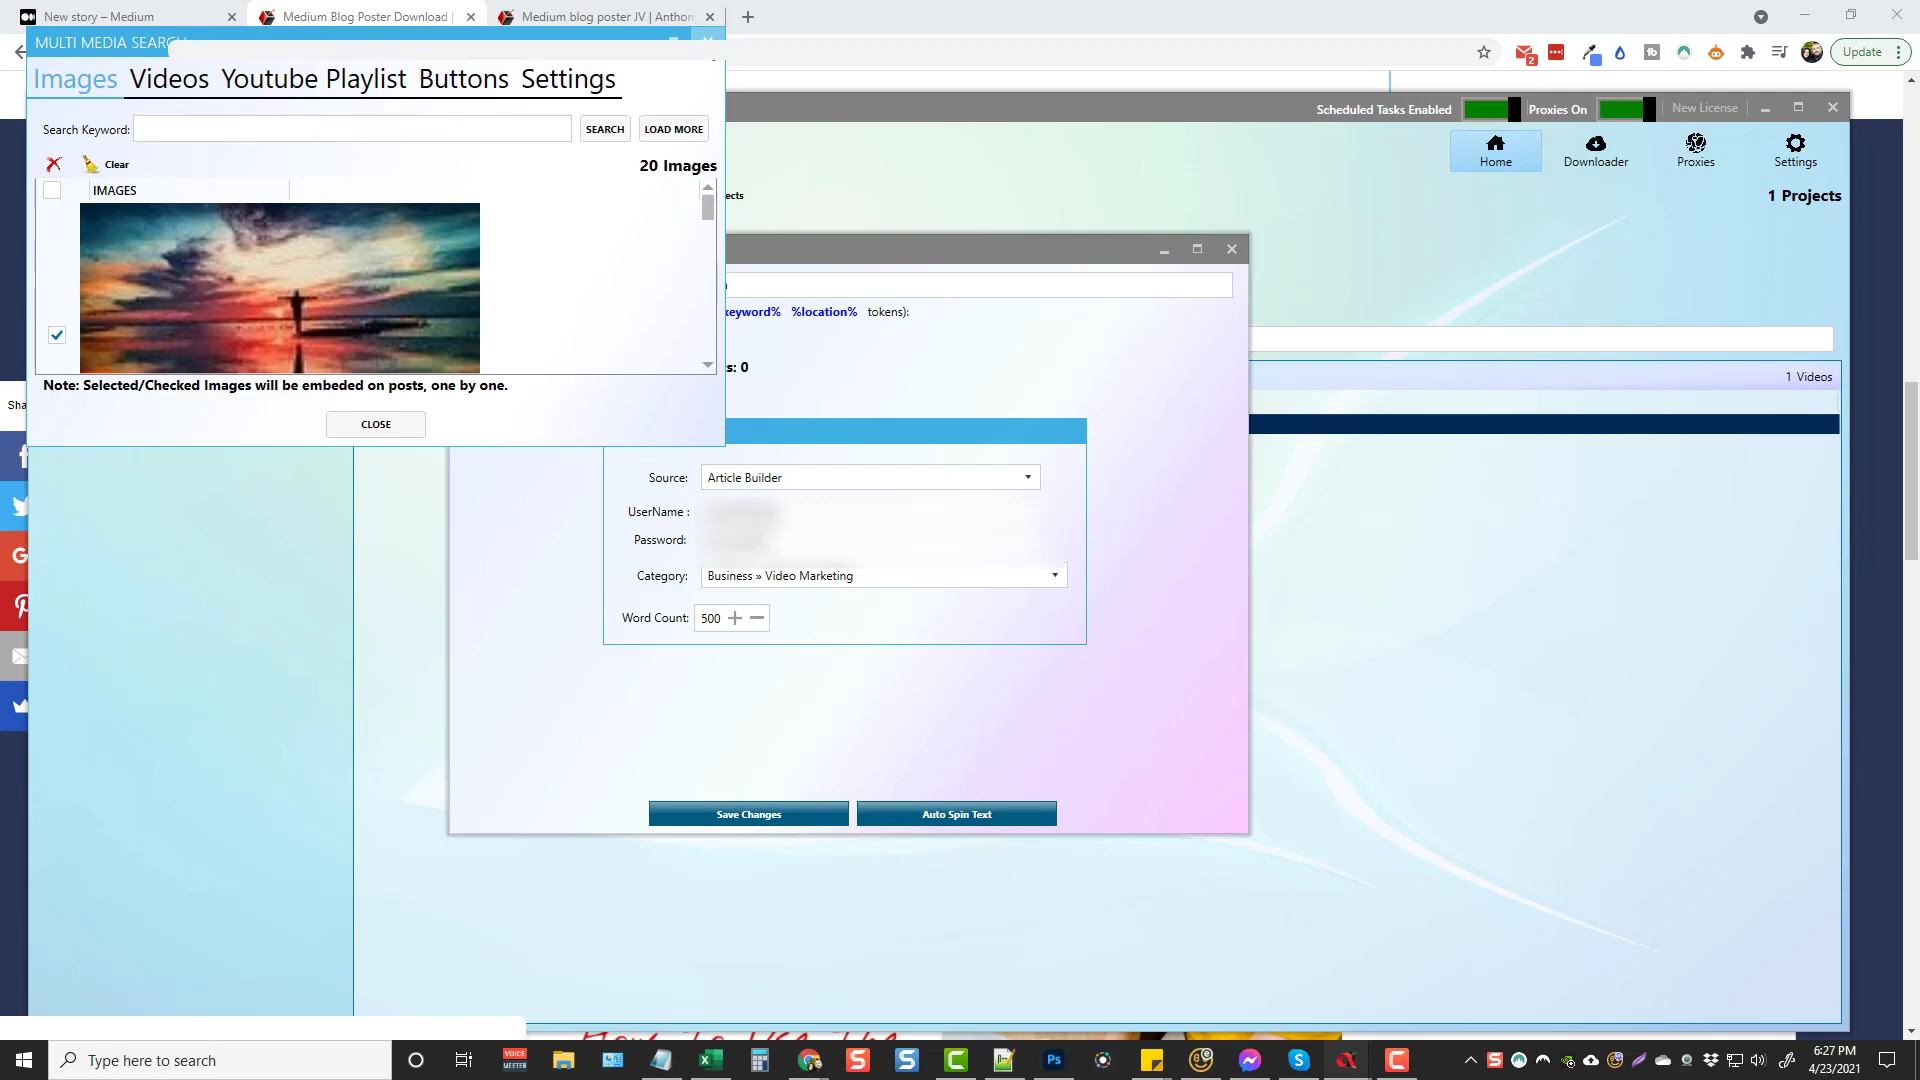 New story – Medium
Medium Blog Poster Download |
Medium blog poster JV | Anthon
Update
MULTI MEDIA SEARCH
Images Videos Youtube Playlist Buttons Settings
Search Keyword:
SEARCH
LOAD MORE
Clear
20 Images
IMAGES
Note: Selected/Checked Images will be embeded on posts, one by one.
CLOSE
Scheduled Tasks Enabled
Proxies On
New License
Home
Downloader
Proxies
Settings
ects
1 Projects
eyword% %location% tokens):
s: 0
1 Videos
Sha
Source: Article Builder
UserName :
Password:
Category: Business » Video Marketing
Word Count: 500
Save Changes
Auto Spin Text
Type here to search
VOICE
MEETER
6:27 PM
4/23/2021